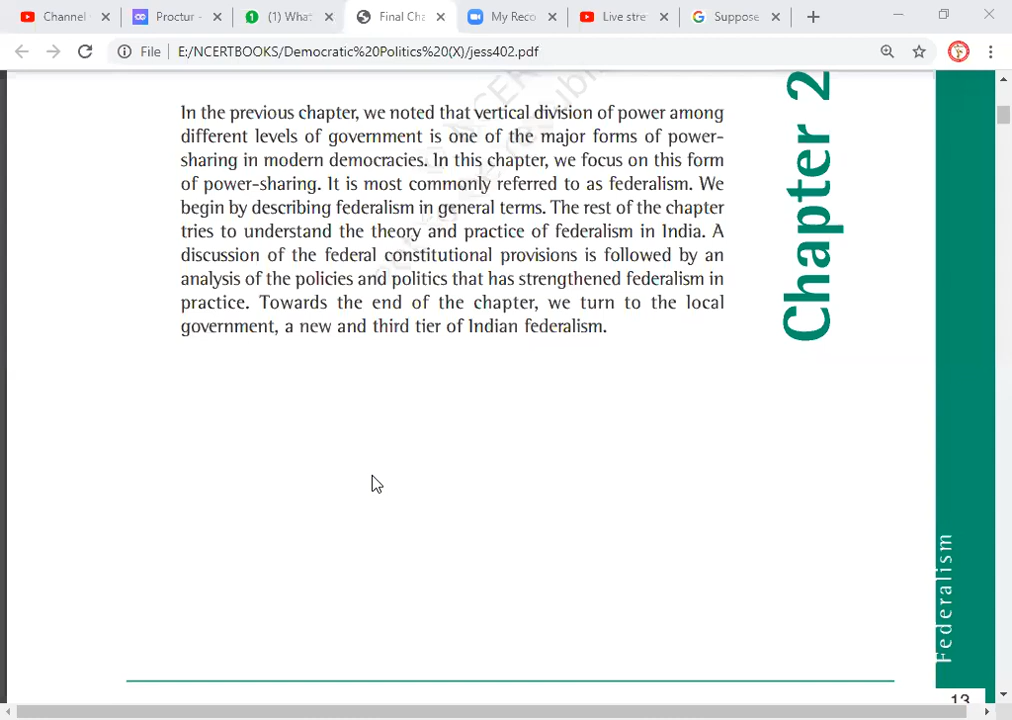 Channel
Proctur -
(1) What
Final Cha
My Reco
Live stre
Suppose
File
E:/NCERTBOOKS/Democratic%20Politics%20(X)/jess402.pdf
In the previous chapter, we noted that vertical division of power among
different levels of government is one of the major forms of power-
sharing in modern democracies. In this chapter, we focus on this form
of power-sharing. It is most commonly referred to as federalism. We
begin by describing federalism in general terms. The rest of the chapter
tries to understand the theory and practice of federalism in India. A
discussion of the federal constitutional provisions is followed by an
analysis of the policies and politics that has strengthened federalism in
practice. Towards the end of the chapter, we turn to the local
government, a new and third tier of Indian federalism.
Chapter 2
Federalism
13